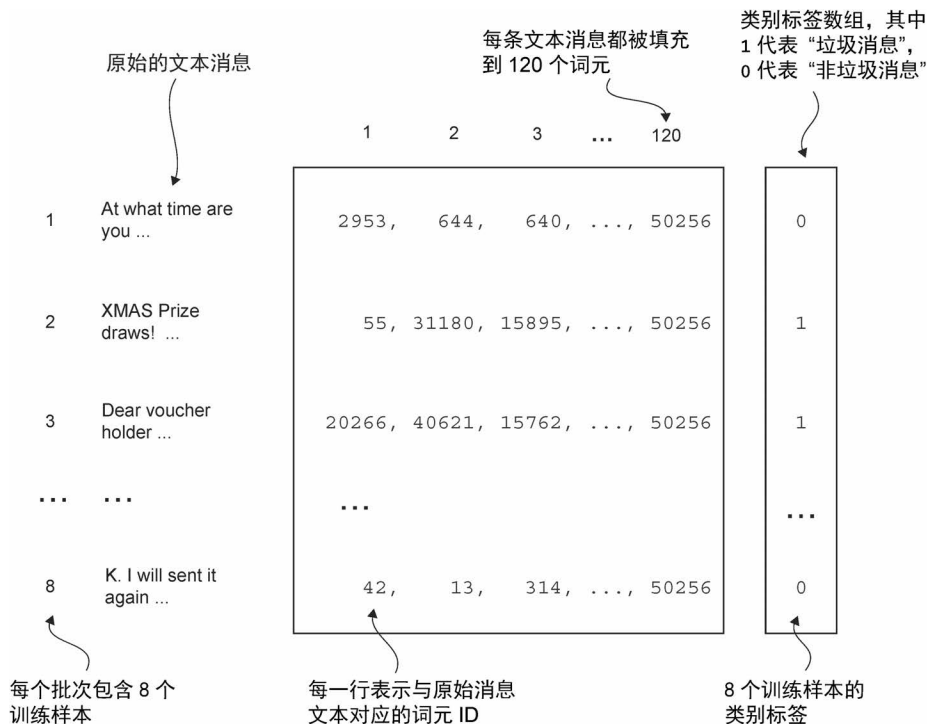 原始的文本消息
每条文本消息都被填充
到 120 个词元
类别标签数组，其中
1 代表“垃圾消息”，
0 代表“非垃圾消息”
1 2 3 ... 120
1 At what time are 2953, 644, 640, ..., 50256 0
you ...
2 XMAS Prize 55, 31180, 15895, ..., 50256 1
draws! ...
3 Dear voucher 20266, 40621, 15762, ..., 50256 1
holder ...
... ... ... ...
8 K. I will sent it 42, 13, 314, ..., 50256 0
again ...
每个批次包含 8 个
训练样本
每一行表示与原始消息
文本对应的词元 ID
8 个训练样本的
类别标签